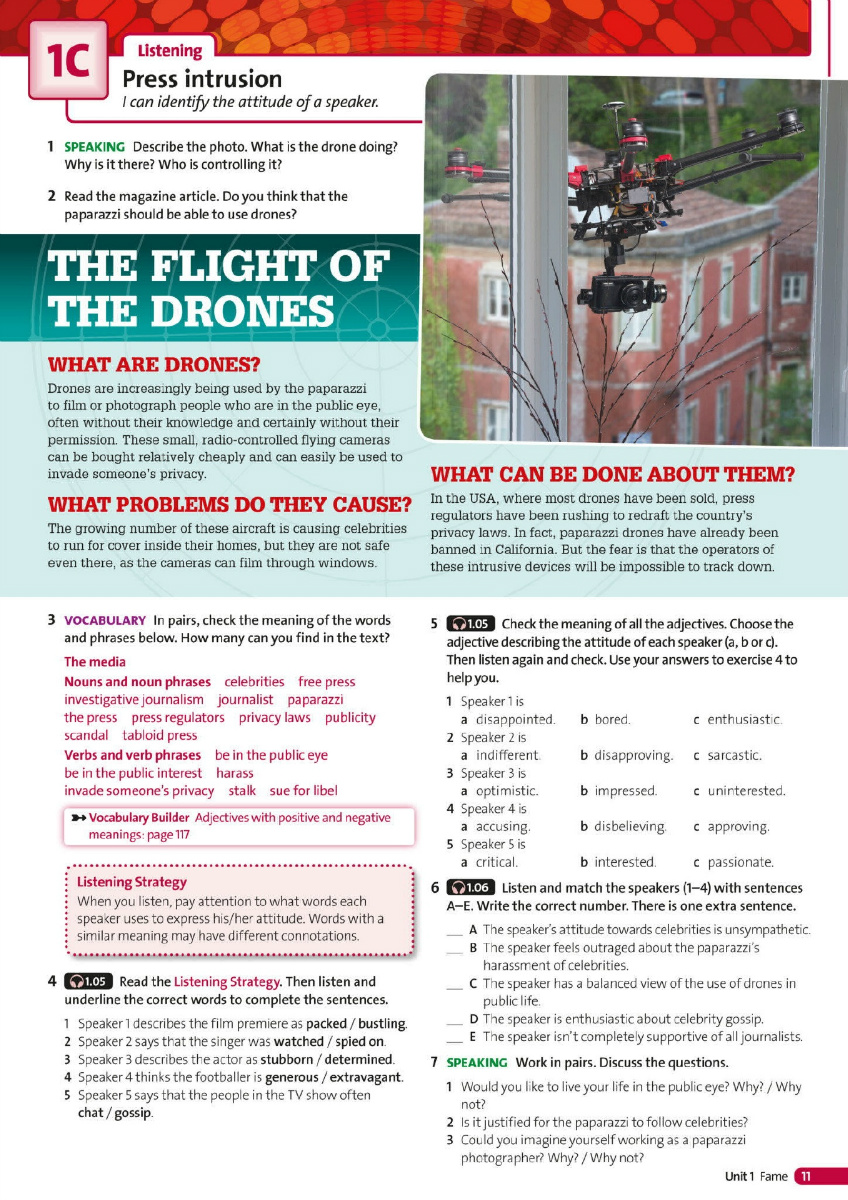 1C
Listening
Press intrusion
I can identify the attitude of a speaker.
1 SPEAKING Describe the photo. What is the drone doing?
Why is it there? Who is controlling it?
2 Read the magazine article. Do you think that the
paparazzi should be able to use drones?
THE FLIGHT OF
THE DRONES
WHAT ARE DRONES?
Drones are increasingly being used by the paparazzi
to film or photograph people who are in the public eye,
often without their knowledge and certainly without their
permission. These small, radio-controlled flying cameras
can be bought relatively cheaply and can easily be used to
invade someone's privacy.
WHAT PROBLEMS DO THEY CAUSE?
The growing number of these aircraft is causing celebrities
to run for cover inside their homes, but they are not safe
even there, as the cameras can film through windows.
WHAT CAN BE DONE ABOUT THEM?
In the USA, where most drones have been sold, press
regulators have been rushing to redraft the country's
privacy laws. In fact, paparazzi drones have already been
banned in California. But the fear is that the operators of
these intrusive devices will be impossible to track down.
3 VOCABULARY In pairs, check the meaning of the words
and phrases below. How many can you find in the text?
The media
Nouns and noun phrases celebrities free press
investigative journalism journalist paparazzi
the press press regulators privacy laws publicity
scandal tabloid press
Verbs and verb phrases be in the public eye
be in the public interest harass
invade someone's privacy stalk sue for libel
➳ Vocabulary Builder Adjectives with positive and negative
meanings: page 117
Listening Strategy
When you listen, pay attention to what words each
speaker uses to express his/her attitude. Words with a
similar meaning may have different connotations.
4 1.05 Read the Listening Strategy. Then listen and
underline the correct words to complete the sentences.
1 Speaker 1 describes the film premiere as packed / bustling.
2 Speaker 2 says that the singer was watched / spied on.
3 Speaker 3 describes the actor as stubborn / determined.
4 Speaker 4 thinks the footballer is generous / extravagant.
5 Speaker 5 says that the people in the TV show often
chat / gossip.
5 1.05 Check the meaning of all the adjectives. Choose the
adjective describing the attitude of each speaker (a, b or c).
Then listen again and check. Use your answers to exercise 4 to
help you.
1 Speaker 1 is
a disappointed. b bored. c enthusiastic.
2 Speaker 2 is
a indifferent. b disapproving. c sarcastic.
3 Speaker 3 is
a optimistic. b impressed. c uninterested.
4 Speaker 4 is
a accusing. b disbelieving. c approving.
5 Speaker 5 is
a critical. b interested. c passionate.
6 1.06 Listen and match the speakers (1–4) with sentences
A–E. Write the correct number. There is one extra sentence.
__ A The speaker's attitude towards celebrities is unsympathetic.
__ B The speaker feels outraged about the paparazzi's
harassment of celebrities.
__ C The speaker has a balanced view of the use of drones in
public life.
__ D The speaker is enthusiastic about celebrity gossip.
__ E The speaker isn't completely supportive of all journalists.
7 SPEAKING Work in pairs. Discuss the questions.
1 Would you like to live your life in the public eye? Why? / Why
not?
2 Is it justified for the paparazzi to follow celebrities?
3 Could you imagine yourself working as a paparazzi
photographer? Why? / Why not?
Unit 1 Fame 11